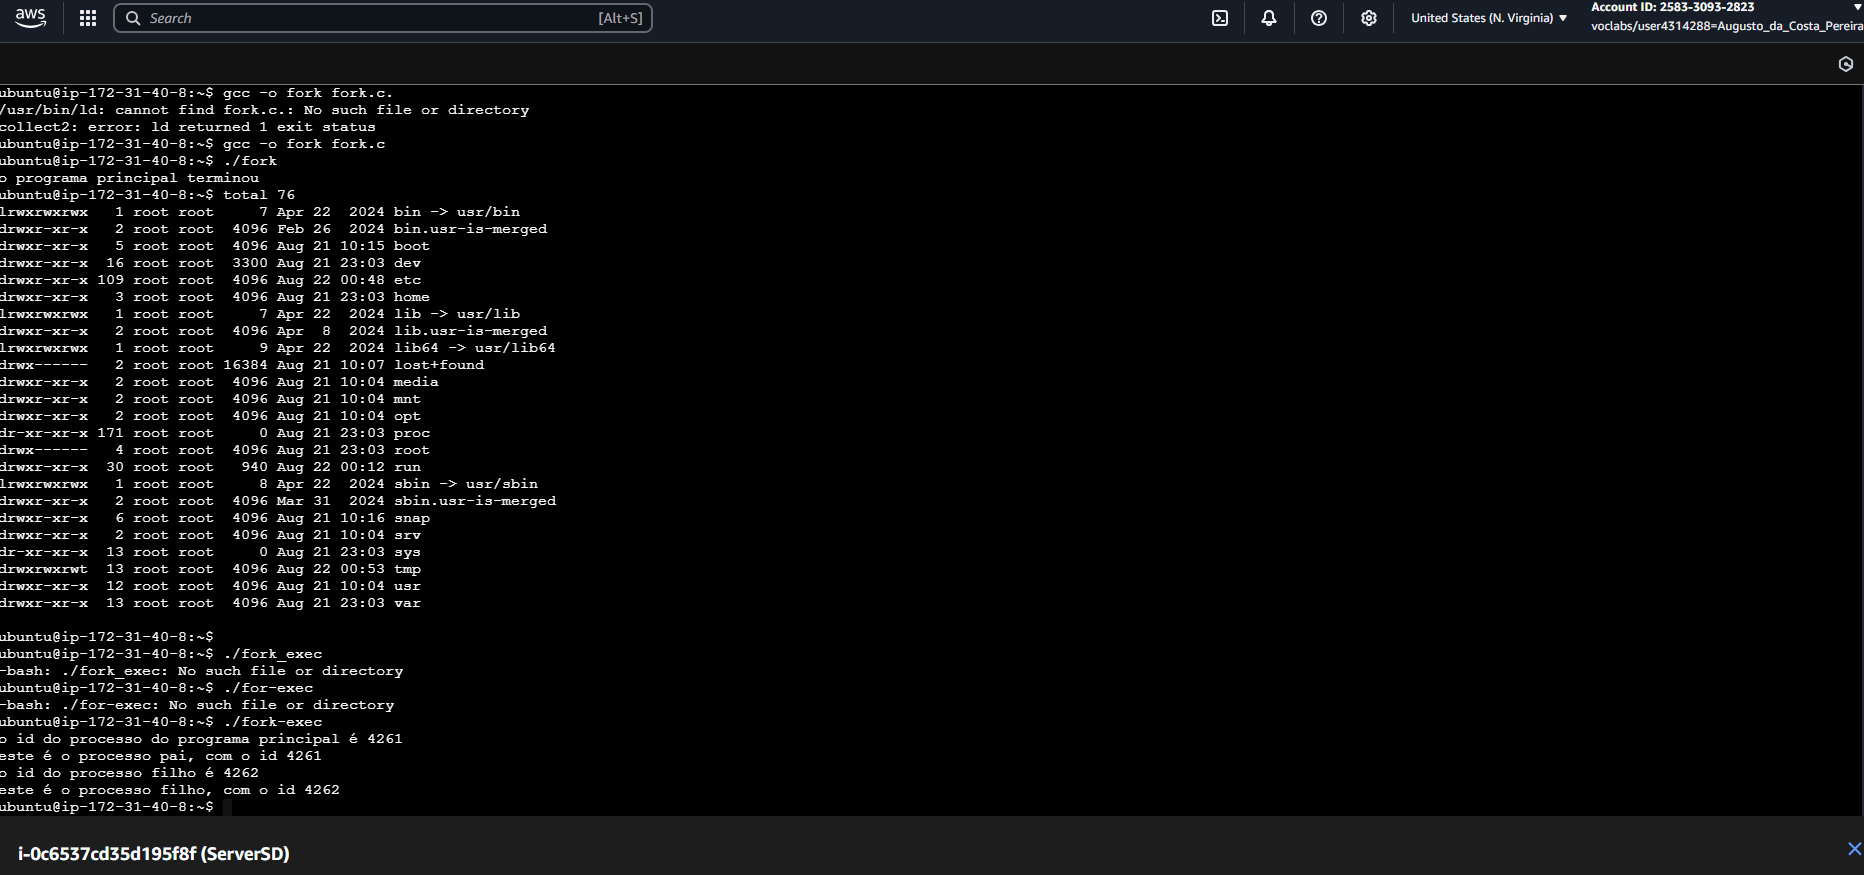 aws
Search [Alt+S]
United States (N. Virginia)
Account ID: 2583-3093-2823
voclabs/user4314288=Augusto_da_Costa_Pereira
ubuntu@ip-172-31-40-8:~$ gcc -o fork fork.c.
/usr/bin/ld: cannot find fork.c.: No such file or directory
collect2: error: ld returned 1 exit status
ubuntu@ip-172-31-40-8:~$ gcc -o fork fork.c
ubuntu@ip-172-31-40-8:~$ ./fork
o programa principal terminou
ubuntu@ip-172-31-40-8:~$ total 76
lrwxrwxrwx   1 root root     7 Apr 22  2024 bin -> usr/bin
drwxr-xr-x   2 root root  4096 Feb 26  2024 bin.usr-is-merged
drwxr-xr-x   5 root root  4096 Aug 21 10:15 boot
drwxr-xr-x  16 root root  3300 Aug 21 23:03 dev
drwxr-xr-x 109 root root  4096 Aug 22 00:48 etc
drwxr-xr-x   3 root root  4096 Aug 21 23:03 home
lrwxrwxrwx   1 root root     7 Apr 22  2024 lib -> usr/lib
drwxr-xr-x   2 root root  4096 Apr  8  2024 lib.usr-is-merged
lrwxrwxrwx   1 root root     9 Apr 22  2024 lib64 -> usr/lib64
drwx------   2 root root 16384 Aug 21 10:07 lost+found
drwxr-xr-x   2 root root  4096 Aug 21 10:04 media
drwxr-xr-x   2 root root  4096 Aug 21 10:04 mnt
drwxr-xr-x   2 root root  4096 Aug 21 10:04 opt
dr-xr-xr-x 171 root root     0 Aug 21 23:03 proc
drwx------   4 root root  4096 Aug 21 23:03 root
drwxr-xr-x  30 root root   940 Aug 22 00:12 run
lrwxrwxrwx   1 root root     8 Apr 22  2024 sbin -> usr/sbin
drwxr-xr-x   2 root root  4096 Mar 31  2024 sbin.usr-is-merged
drwxr-xr-x   6 root root  4096 Aug 21 10:16 snap
drwxr-xr-x   2 root root  4096 Aug 21 10:04 srv
dr-xr-xr-x  13 root root     0 Aug 21 23:03 sys
drwxrwxrwt  13 root root  4096 Aug 22 00:53 tmp
drwxr-xr-x  12 root root  4096 Aug 21 10:04 usr
drwxr-xr-x  13 root root  4096 Aug 21 23:03 var
ubuntu@ip-172-31-40-8:~$
ubuntu@ip-172-31-40-8:~$ ./fork_exec
-bash: ./fork_exec: No such file or directory
ubuntu@ip-172-31-40-8:~$ ./for-exec
-bash: ./for-exec: No such file or directory
ubuntu@ip-172-31-40-8:~$ ./fork-exec
o id do processo do programa principal é 4261
este é o processo pai, com o id 4261
o id do processo filho é 4262
este é o processo filho, com o id 4262
ubuntu@ip-172-31-40-8:~$
i-0c6537cd35d195f8f (ServerSD)